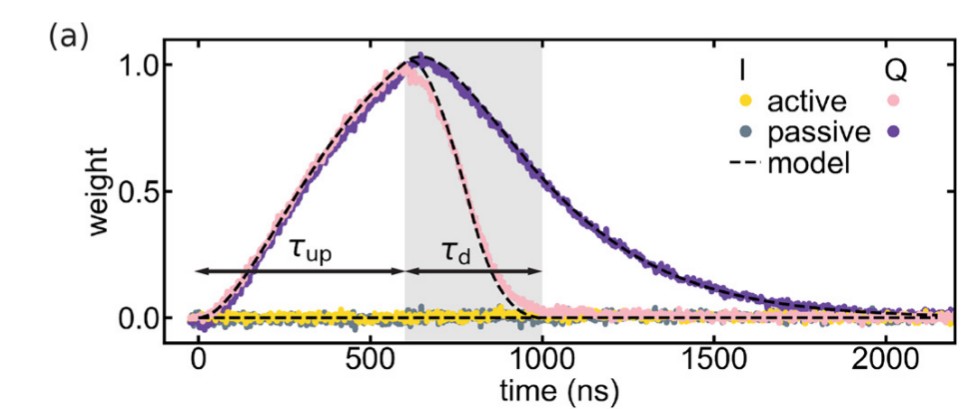 (a)
1.0
0.5
0.0
weight
I Q
active
passive
model
τup
τd
0 500 1000 1500 2000
time (ns)